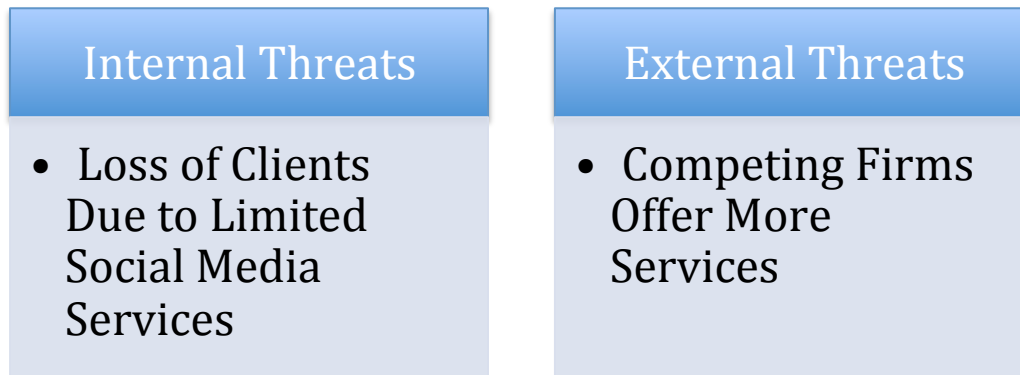 Internal Threats
• Loss of Clients
Due to Limited
Social Media
Services
External Threats
• Competing Firms
Offer More
Services